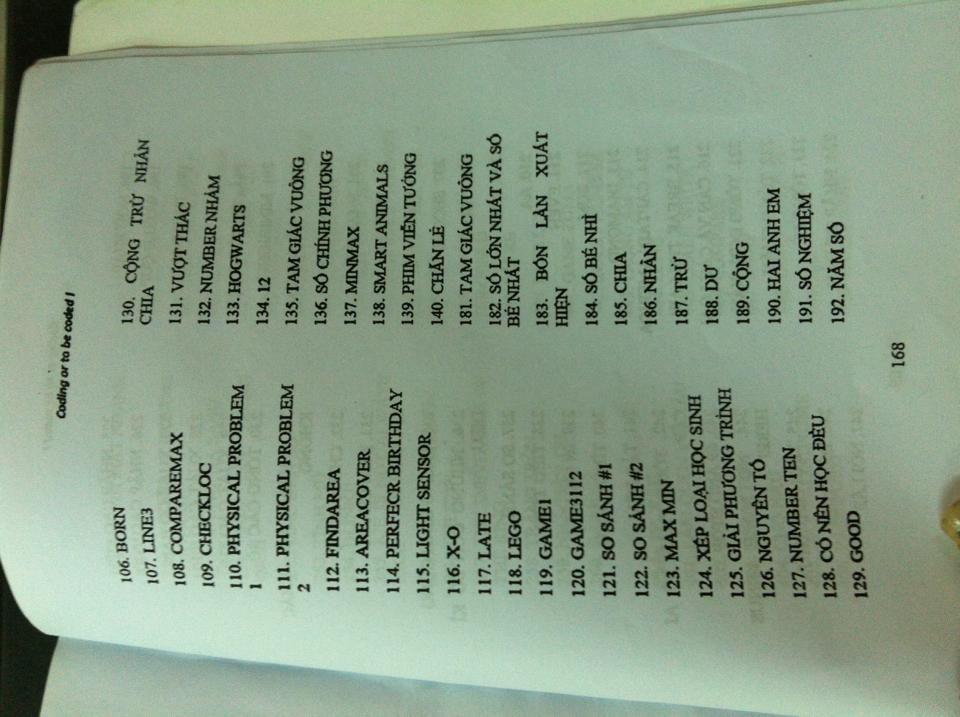 Coding or to be coded !
106. BORN
107. LINE3
108. COMPAREMAX
109. CHECKLOC
110. PHYSICAL PROBLEM
1
111. PHYSICAL PROBLEM
2
112. FINDAREA
113. AREACOVER
114. PERFECR BIRTHDAY
115. LIGHT SENSOR
116. X-O
117. LATE
118. LEGO
119. GAME1
120. GAME3112
121. SO SÁNH #1
122. SO SÁNH #2
123. MAX MIN
124. XẾP LOẠI HỌC SINH
125. GIẢI PHƯƠNG TRÌNH
126. NGUYÊN TỐ
127. NUMBER TEN
128. CÓ NÊN HỌC ĐỀU
129. GOOD
130. CỘNG TRỪ NHÂN
CHIA
131. VƯỢT THÁC
132. NUMBER NHẢM
133. HOGWARTS
134. 12
135. TAM GIÁC VUÔNG
136. SỐ CHÍNH PHƯƠNG
137. MINMAX
138. SMART ANIMALS
139. PHIM VIỄN TƯỞNG
140. CHẴN LẺ
181. TAM GIÁC VUÔNG
182. SỐ LỚN NHẤT VÀ SỐ
BÉ NHẤT
183. BỐN LẦN XUẤT
HIỆN
184. SỐ BÉ NHÌ
185. CHIA
186. NHÂN
187. TRỪ
188. DƯ
189. CỘNG
190. HAI ANH EM
191. SỐ NGHIỆM
192. NĂM SỐ
168